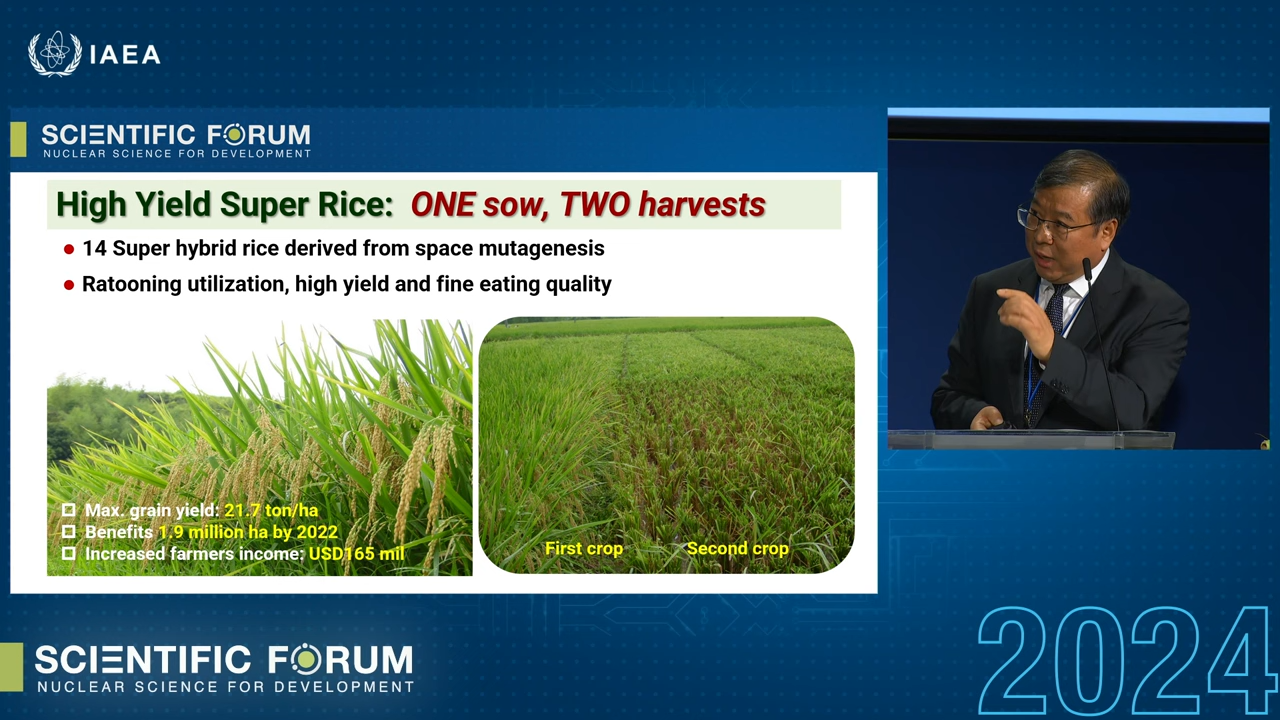 IAEA
SCIENTIFIC FORUM
NUCLEAR SCIENCE FOR DEVELOPMENT
High Yield Super Rice: ONE sow, TWO harvests
14 Super hybrid rice derived from space mutagenesis
Ratooning utilization, high yield and fine eating quality
Max. grain yield: 21.7 ton/ha
Benefits 1.9 million ha by 2022
Increased farmers income: USD165 mil
First crop
Second crop
SCIENTIFIC FORUM
NUCLEAR SCIENCE FOR DEVELOPMENT
2024